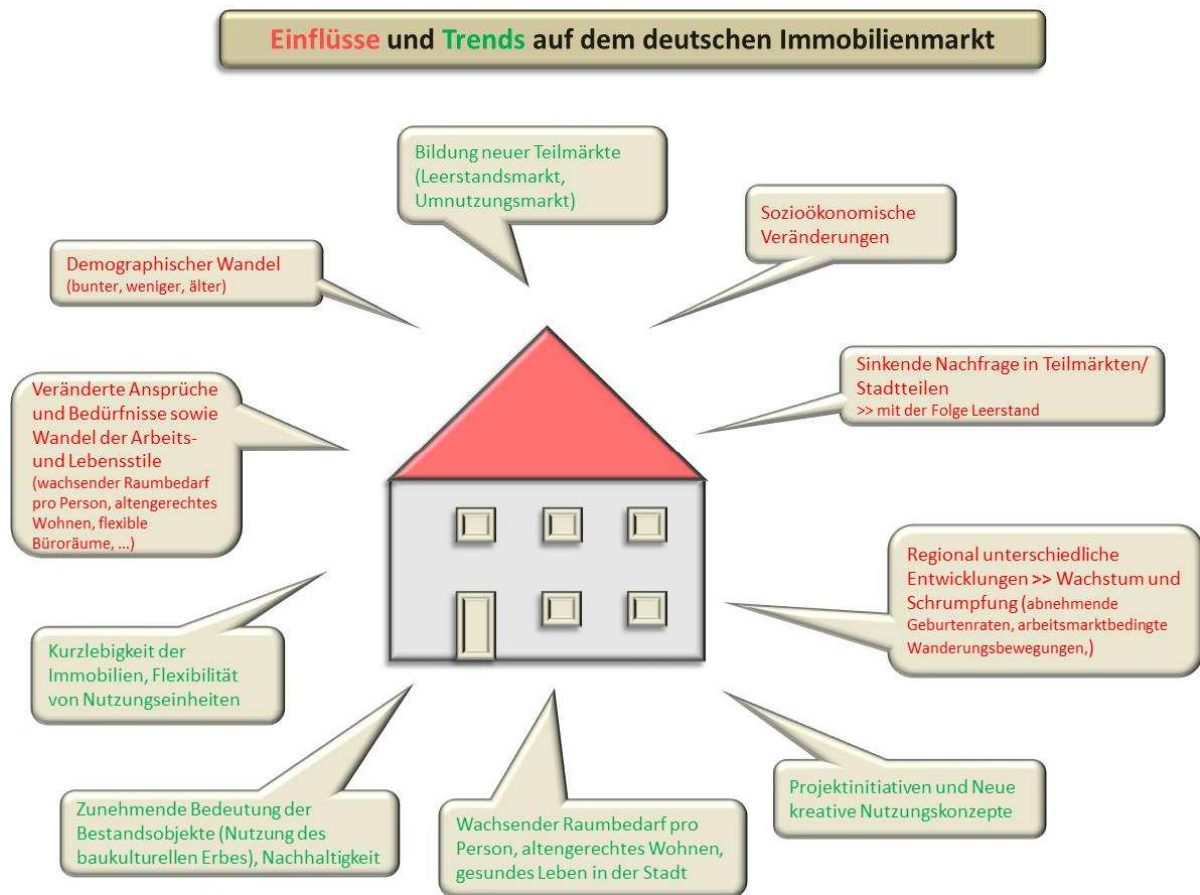 Einflüsse und Trends auf dem deutschen Immobilienmarkt
Bildung neuer Teilmärkte
(Leerstandsmarkt,
Umnutzungsmarkt)
Sozioökonomische
Veränderungen
Demographischer Wandel
(bunter, weniger, älter)
Sinkende Nachfrage in Teilmärkten/
Stadtteilen
>> mit der Folge Leerstand
Veränderte Ansprüche
und Bedürfnisse sowie
Wandel der Arbeits-
und Lebensstile
(wachsender Raumbedarf
pro Person, altengerechtes
Wohnen, flexible
Büroräume, ...)
Regional unterschiedliche
Entwicklungen >> Wachstum und
Schrumpfung (abnehmende
Geburtenraten, arbeitsmarktbedingte
Wanderungsbewegungen,)
Kurzlebigkeit der
Immobilien, Flexibilität
von Nutzungseinheiten
Projektinitiativen und Neue
kreative Nutzungskonzepte
Zunehmende Bedeutung der
Bestandsobjekte (Nutzung des
baukulturellen Erbes), Nachhaltigkeit
Wachsender Raumbedarf pro
Person, altengerechtes Wohnen,
gesundes Leben in der Stadt